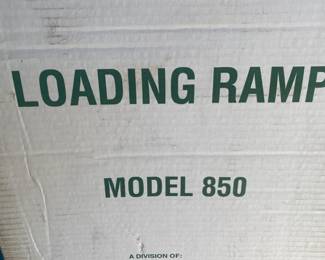 LOADING RAMP
MODEL 850
A DIVISION OF: